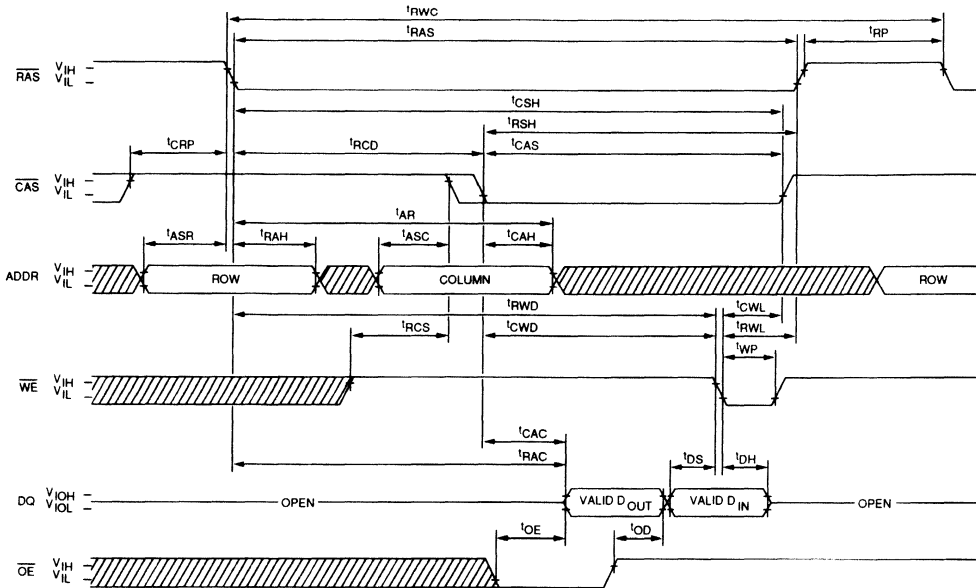 tRWC
tRAS
tRP
RAS VIH VIL
tCSH
tRSH
tCRP tRCD tCAS
CAS VIH VIL
tAR
tASR tRAH tASC tCAH
ADDR VIH VIL ROW COLUMN ROW
tRWD tCWL
tRCS tCWD tRWL
tWP
WE VIH VIL
tCAC
tRAC
tDS tDH
DQ VIOH VIOL OPEN VALID DOUT VALID DIN OPEN
tOE tOD
OE VIH VIL